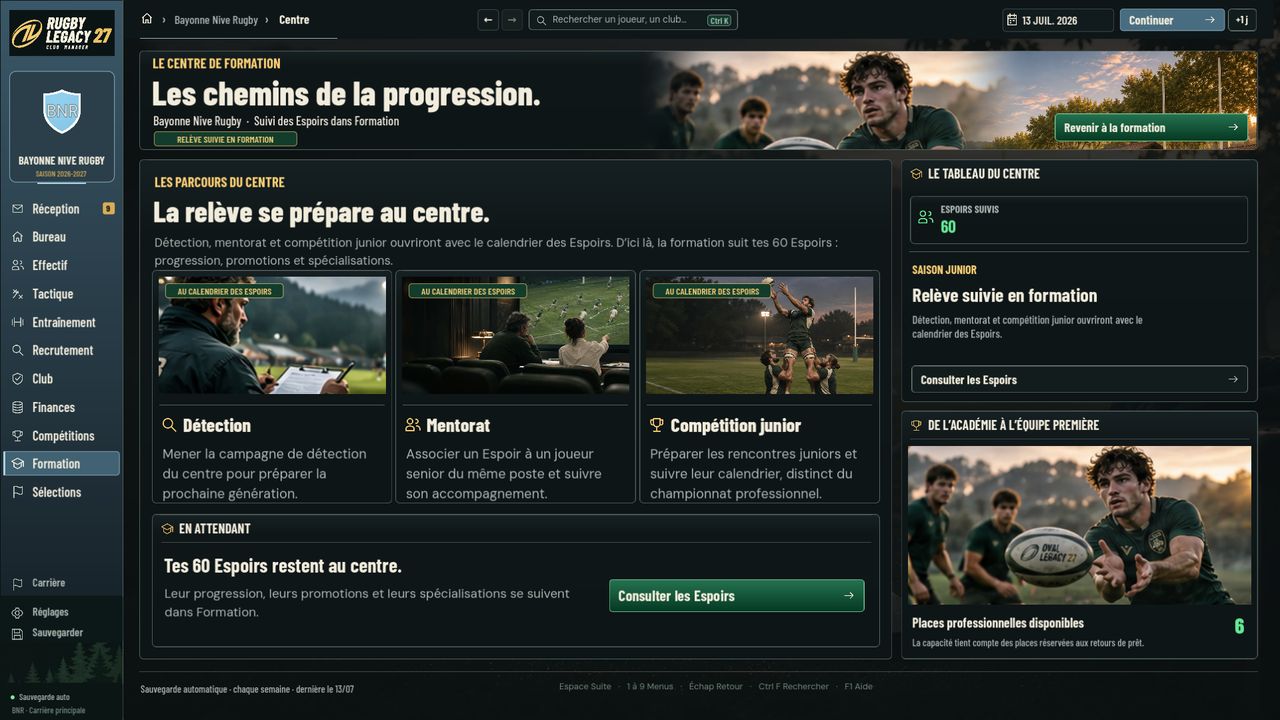 RUGBY
LEGACY 27
CLUB MANAGER
BNR
BAYONNE NIVE RUGBY
SAISON 2026-2027
Réception 9
Bureau
Effectif
Tactique
Entraînement
Recrutement
Club
Finances
Compétitions
Formation
Sélections
Carrière
Réglages
Sauvegarder
Sauvegarde auto
BNR · Carrière principale
› Bayonne Nive Rugby › Centre
← →
Rechercher un joueur, un club… Ctrl K
13 JUIL. 2026
Continuer →
+1 j
LE CENTRE DE FORMATION
Les chemins de la progression.
Bayonne Nive Rugby · Suivi des Espoirs dans Formation
RELÈVE SUIVIE EN FORMATION
Revenir à la formation →
LES PARCOURS DU CENTRE
La relève se prépare au centre.
Détection, mentorat et compétition junior ouvriront avec le calendrier des Espoirs. D’ici là, la formation suit tes 60 Espoirs :
progression, promotions et spécialisations.
AU CALENDRIER DES ESPOIRS
Détection
Mener la campagne de détection
du centre pour préparer la
prochaine génération.
AU CALENDRIER DES ESPOIRS
Mentorat
Associer un Espoir à un joueur
senior du même poste et suivre
son accompagnement.
AU CALENDRIER DES ESPOIRS
Compétition junior
Préparer les rencontres juniors et
suivre leur calendrier, distinct du
championnat professionnel.
EN ATTENDANT
Tes 60 Espoirs restent au centre.
Leur progression, leurs promotions et leurs spécialisations se suivent
dans Formation.
Consulter les Espoirs →
LE TABLEAU DU CENTRE
ESPOIRS SUIVIS
60
SAISON JUNIOR
Relève suivie en formation
Détection, mentorat et compétition junior ouvriront avec le
calendrier des Espoirs.
Consulter les Espoirs →
DE L’ACADÉMIE À L’ÉQUIPE PREMIÈRE
OVAL
LEGACY 27
Places professionnelles disponibles 6
La capacité tient compte des places réservées aux retours de prêt.
Sauvegarde automatique · chaque semaine · dernière le 13/07
Espace Suite · 1 à 9 Menus · Échap Retour · Ctrl F Rechercher · F1 Aide